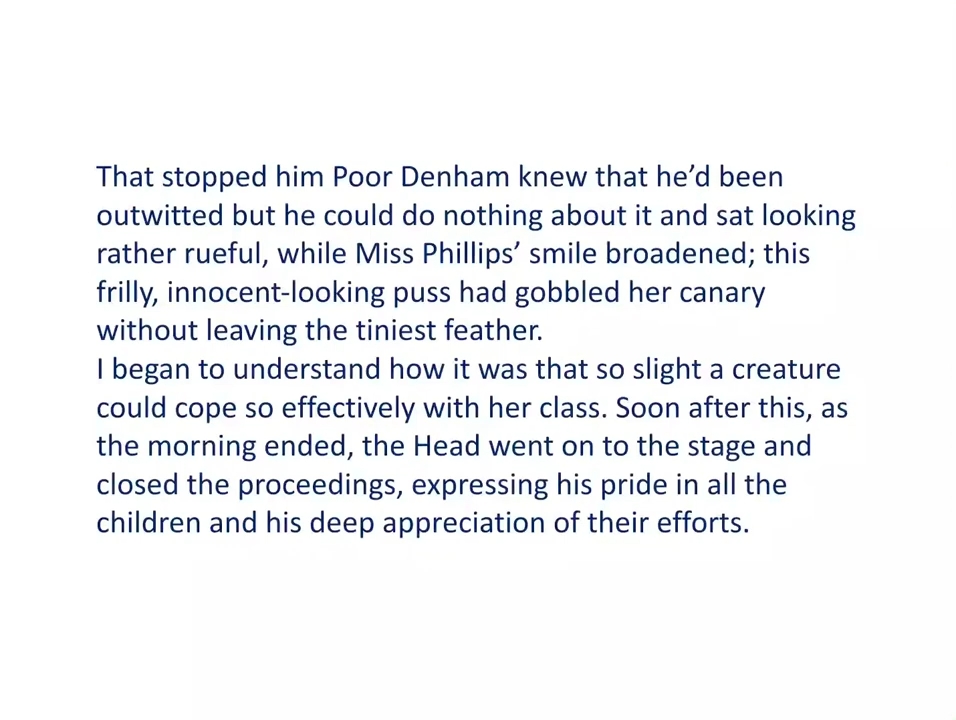 That stopped him Poor Denham knew that he’d been
outwitted but he could do nothing about it and sat looking
rather rueful, while Miss Phillips’ smile broadened; this
frilly, innocent-looking puss had gobbled her canary
without leaving the tiniest feather.
I began to understand how it was that so slight a creature
could cope so effectively with her class. Soon after this, as
the morning ended, the Head went on to the stage and
closed the proceedings, expressing his pride in all the
children and his deep appreciation of their efforts.